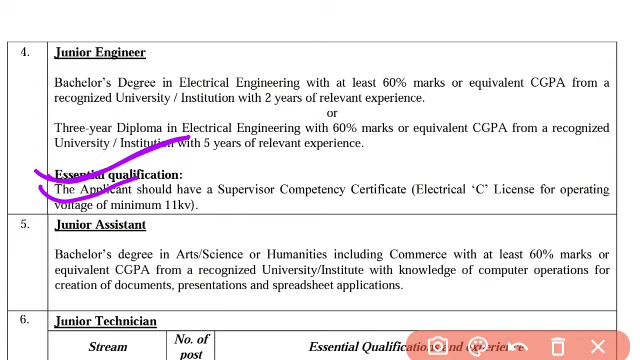 4.
Junior Engineer
Bachelor's Degree in Electrical Engineering with at least 60% marks or equivalent CGPA from a
recognized University / Institution with 2 years of relevant experience.
or
Three-year Diploma in Electrical Engineering with 60% marks or equivalent CGPA from a recognized
University / Institution with 5 years of relevant experience.
Essential qualification:
The Applicant should have a Supervisor Competency Certificate (Electrical 'C' License for operating
voltage of minimum 11kv).
5.
Junior Assistant
Bachelor's degree in Arts/Science or Humanities including Commerce with at least 60% marks or
equivalent CGPA from a recognized University/Institute with knowledge of computer operations for
creation of documents, presentations and spreadsheet applications.
6.
Junior Technician
Stream
No. of
post
Essential Qualifications and experience